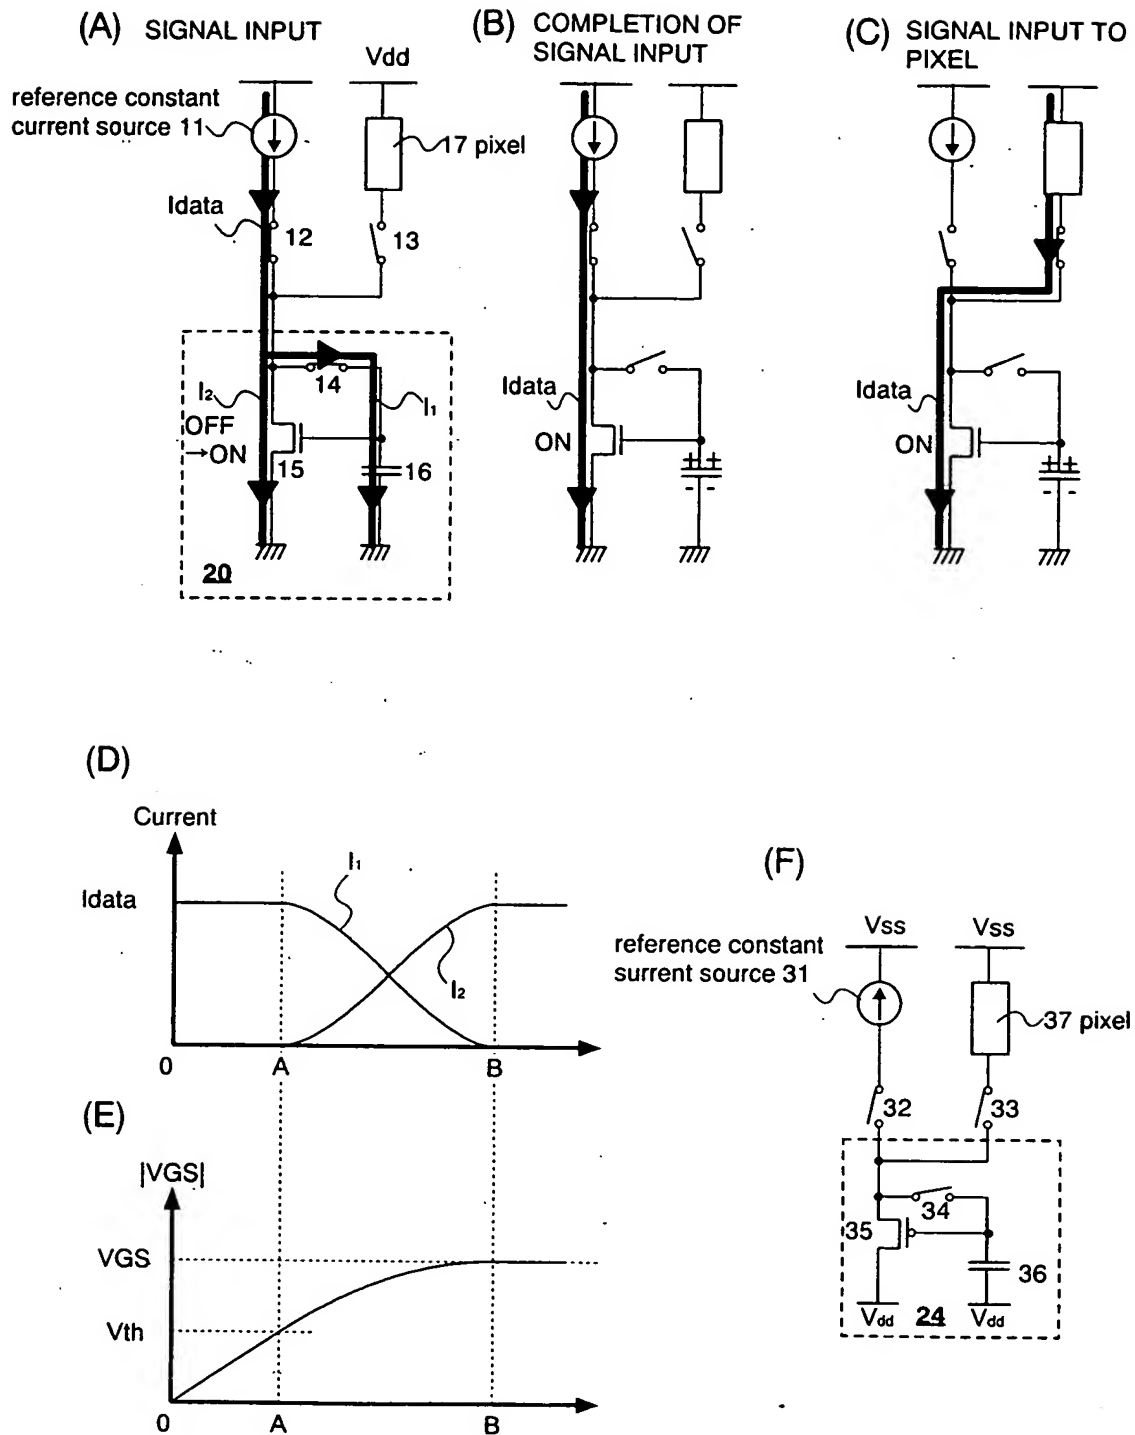 (A) SIGNAL INPUT
(B) COMPLETION OF
SIGNAL INPUT
(C) SIGNAL INPUT TO
PIXEL
Vdd
reference constant
current source 11
17 pixel
Idata
12
13
14
I₂
I₁
OFF
→ON
15
16
20
Idata
ON
+ +
- -
Idata
ON
+ +
- -
(D)
Current
Idata
I₁
I₂
0 A B
(E)
|VGS|
VGS
Vth
0 A B
(F)
Vss Vss
reference constant
surrent source 31
37 pixel
32 33
34
35
36
Vdd 24 Vdd